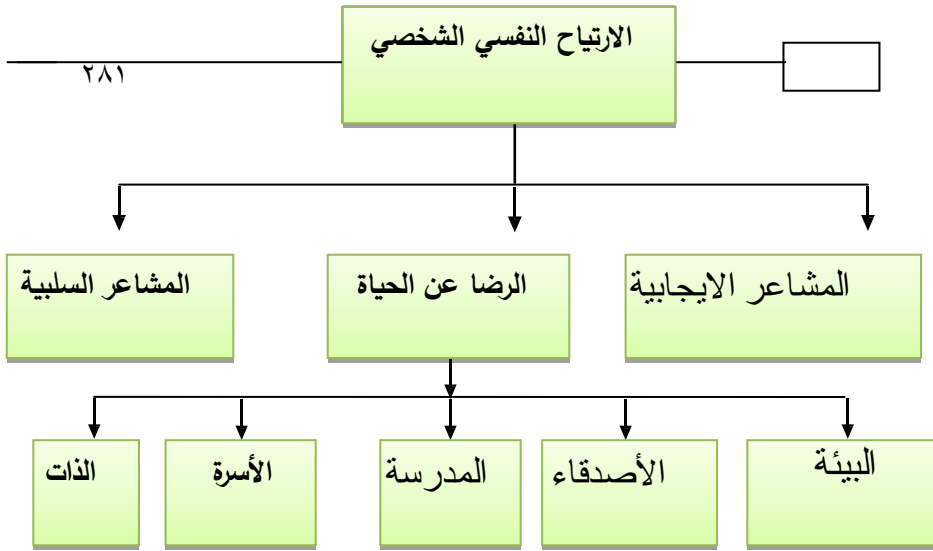 الارتياح النفسي الشخصي
٢٨١
المشاعر الايجابية
الرضا عن الحياة
المشاعر السلبية
البيئة
الأصدقاء
المدرسة
الأسرة
الذات